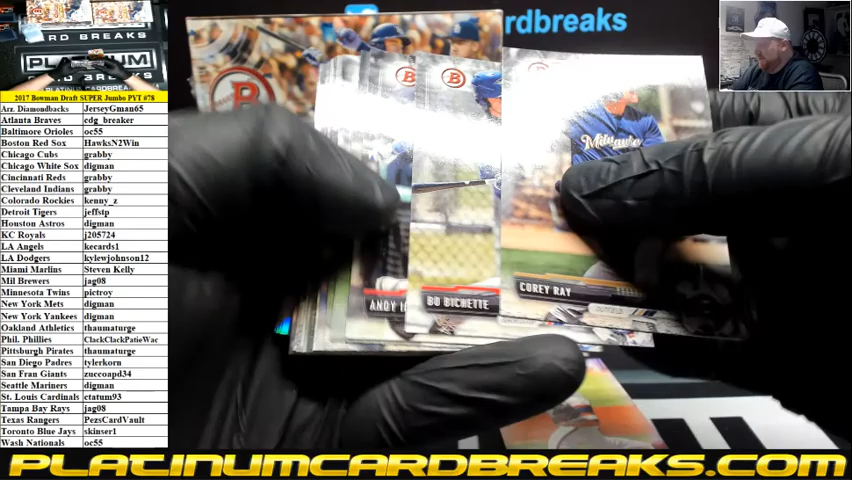 ARD BREAKS
PLATINUM
CARDBREAKS
rdbreaks
2017 Bowman Draft SUPER Jumbo PYT #78
Arz. Diamondbacks JerseyGman65
Atlanta Braves cdg_breaker
Baltimore Orioles oc55
Boston Red Sox HawksN2Win
Chicago Cubs grabby
Chicago White Sox digman
Cincinnati Reds grabby
Cleveland Indians grabby
Colorado Rockies kenny_z
Detroit Tigers jeffstp
Houston Astros digman
KC Royals j205724
LA Angels kecards1
LA Dodgers kylewjohnson12
Miami Marlins Steven Kelly
Mil Brewers jag08
Minnesota Twins pictroy
New York Mets digman
New York Yankees digman
Oakland Athletics thaumaturge
Phil. Phillies ClackClackPatieWac
Pittsburgh Pirates thaumaturge
San Diego Padres tylerkorn
San Fran Giants zuccoapd34
Seattle Mariners digman
St. Louis Cardinals ctatum93
Tampa Bay Rays jag08
Texas Rangers PezsCardVault
Toronto Blue Jays skinser1
Wash Nationals oc55
B
B
Milwaukee
ANDY
BO BICHETTE
COREY RAY
PLATINUMCARDBREAKS.COM